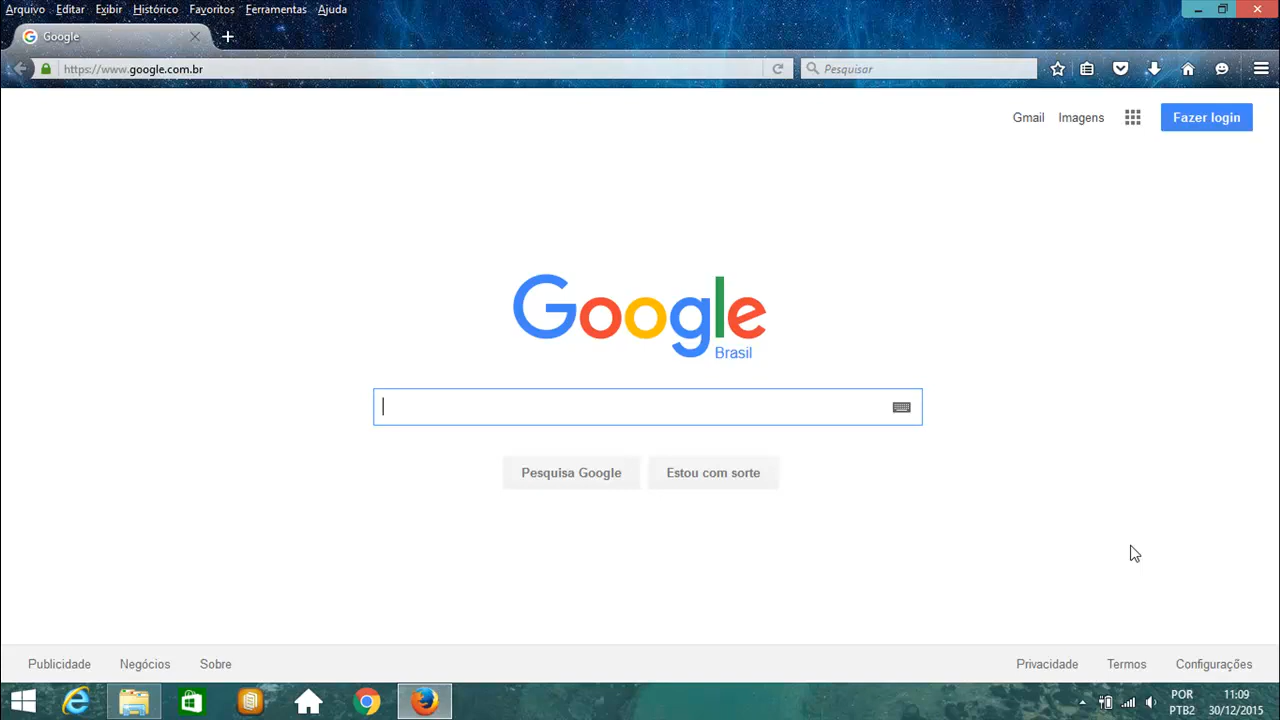 Arquivo Editar Exibir Histórico Favoritos Ferramentas Ajuda
Google
https://www.google.com.br
Pesquisar
Gmail Imagens Fazer login
Google
Brasil
Pesquisa Google Estou com sorte
Publicidade Negócios Sobre Privacidade Termos Configurações
POR 11:09
PTB2 30/12/2015